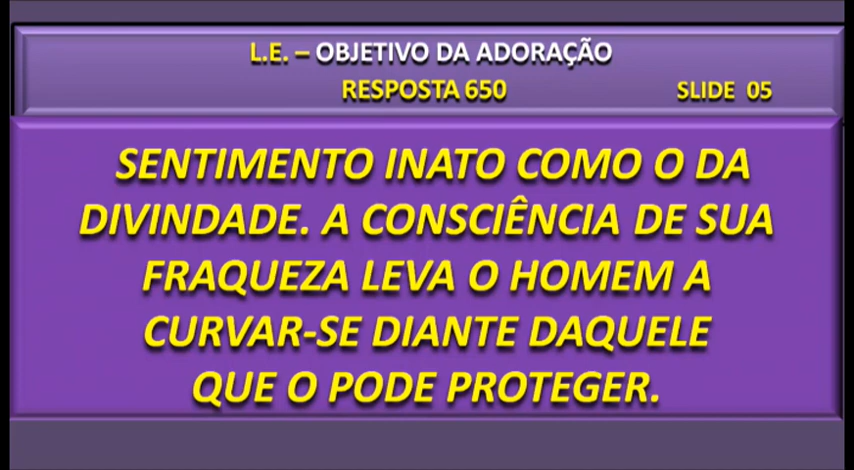 L.E. – OBJETIVO DA ADORAÇÃO
RESPOSTA 650 SLIDE 05
SENTIMENTO INATO COMO O DA
DIVINDADE. A CONSCIÊNCIA DE SUA
FRAQUEZA LEVA O HOMEM A
CURVAR-SE DIANTE DAQUELE
QUE O PODE PROTEGER.